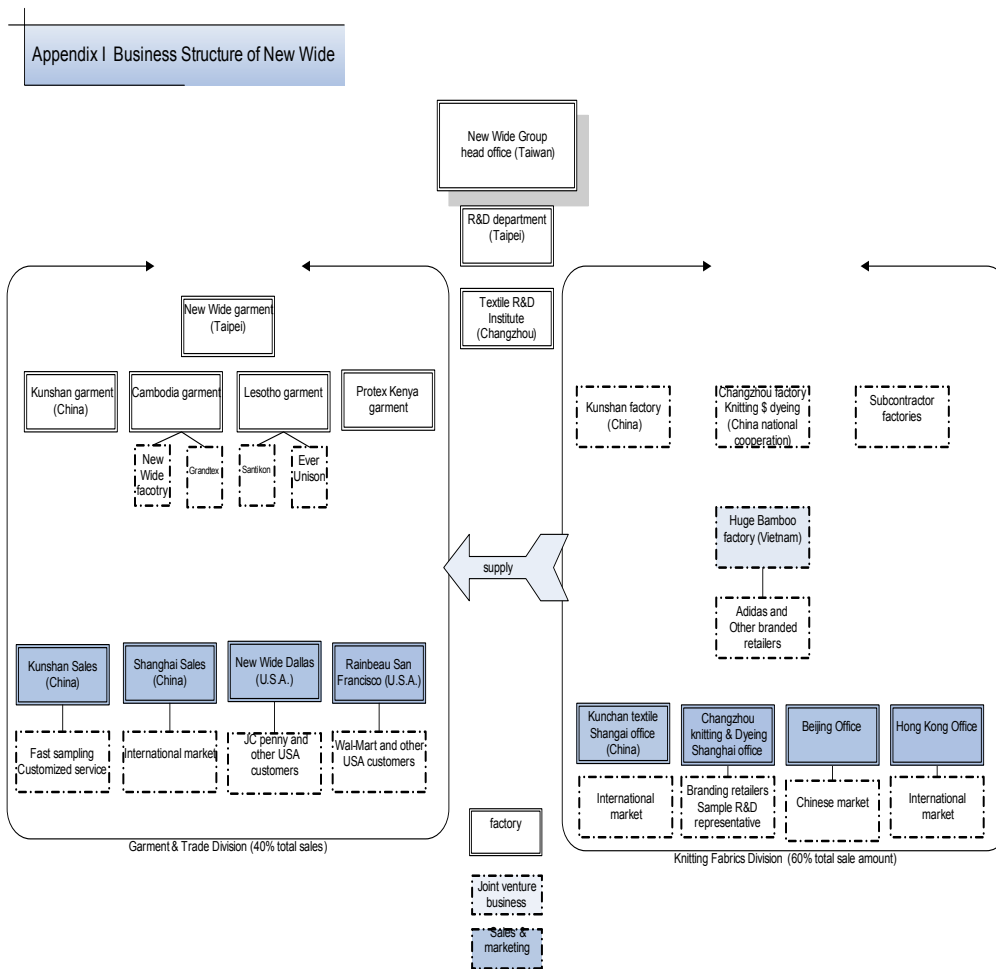 Appendix I Business Structure of New Wide
New Wide Group
head office (Taiwan)
R&D department
(Taipei)
Textile R&D
Institute
(Changzhou)
New Wide garment
(Taipei)
Kunshan garment
(China)
Cambodia garment
Lesotho garment
Protex Kenya
garment
New
Wide
facotry
Grandtex
Santikon
Ever
Unison
Kunshan factory
(China)
Changzhou factory
Knitting $ dyeing
(China national
cooperation)
Subcontractor
factories
Huge Bamboo
factory (Vietnam)
supply
Adidas and
Other branded
retailers
Kunshan Sales
(China)
Shanghai Sales
(China)
New Wide Dallas
(U.S.A.)
Rainbeau San
Francisco (U.S.A.)
Fast sampling
Customized service
International market
JC penny and
other USA
customers
Wal-Mart and other
USA customers
Kunchan textile
Shangai office
(China)
Changzhou
knitting & Dyeing
Shanghai office
Beijing Office
Hong Kong Office
International
market
Branding retailers
Sample R&D
representative
Chinese market
International
market
Garment & Trade Division (40% total sales)
Knitting Fabrics Division (60% total sale amount)
factory
Joint venture
business
Sales &
marketing